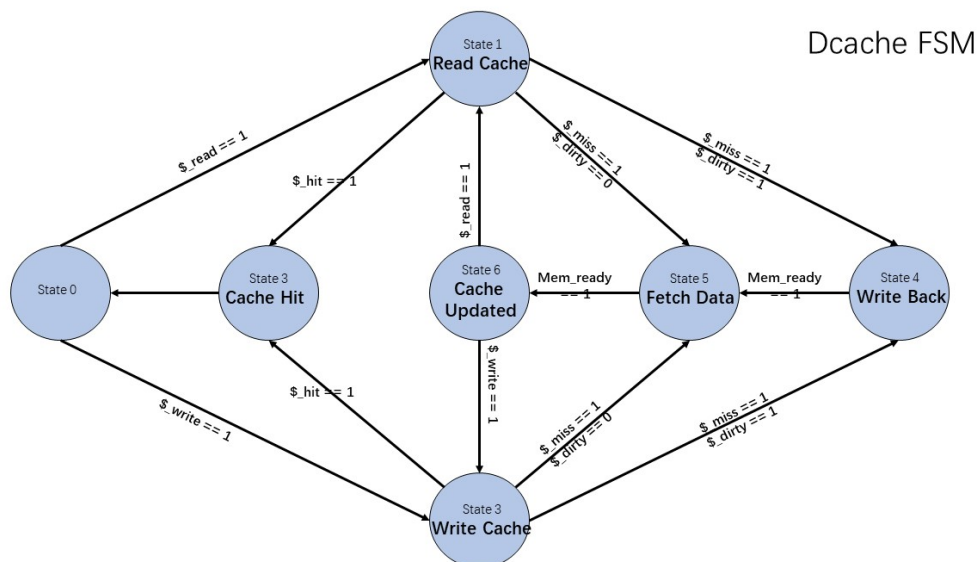 Dcache FSM
State 1
Read Cache
$_read == 1
$_hit == 1
$_read == 1
$_miss == 1
$_dirty == 0
$_miss == 1
$_dirty == 1
State 0
State 3
Cache Hit
State 6
Cache
Updated
Mem_ready
== 1
State 5
Fetch Data
Mem_ready
== 1
State 4
Write Back
$_write == 1
$_hit == 1
$_write == 1
$_miss == 1
$_dirty == 0
$_miss == 1
$_dirty == 1
State 3
Write Cache